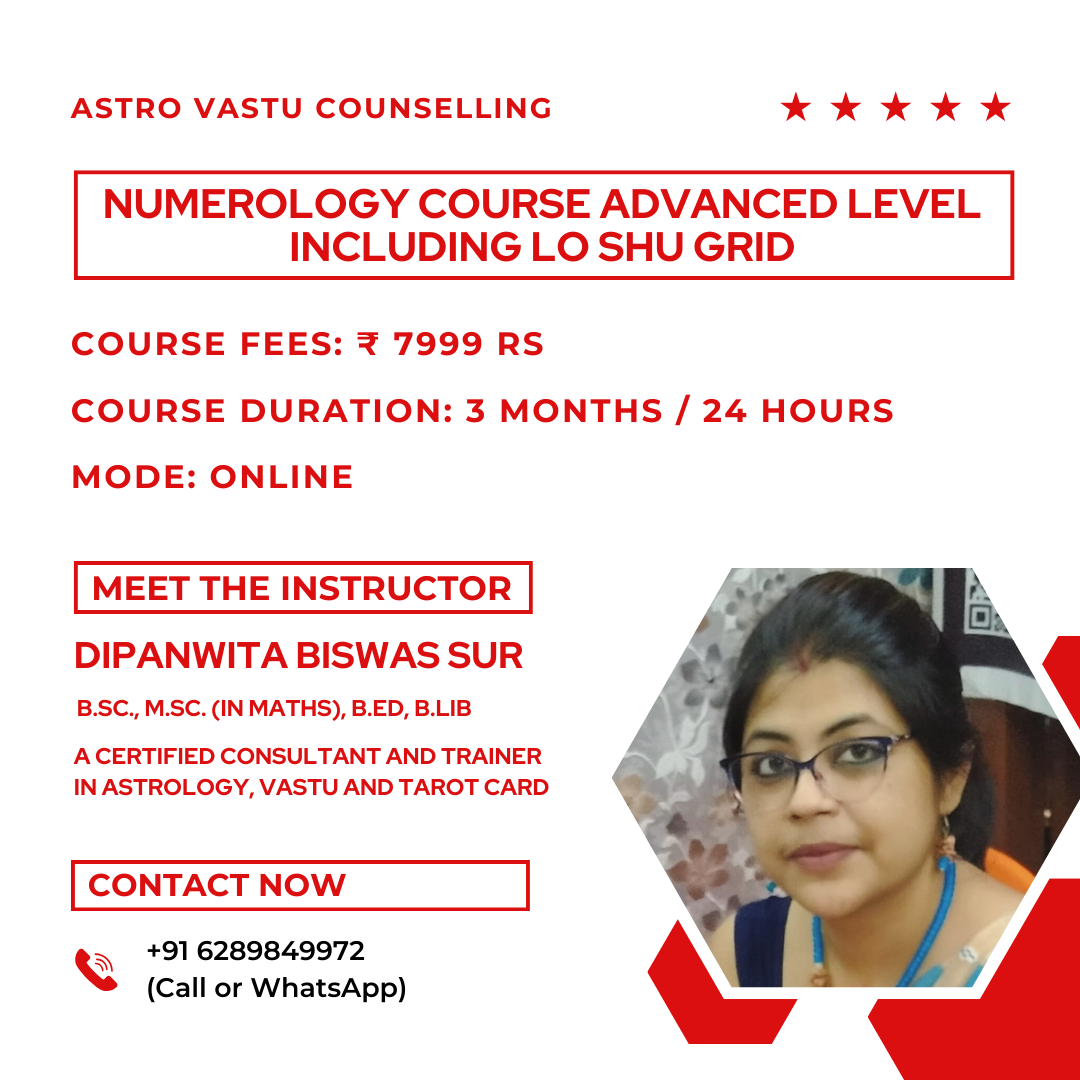 ASTRO VASTU COUNSELLING
NUMEROLOGY COURSE ADVANCED LEVEL
INCLUDING LO SHU GRID
COURSE FEES: ₹ 7999 RS
COURSE DURATION: 3 MONTHS / 24 HOURS
MODE: ONLINE
MEET THE INSTRUCTOR
DIPANWITA BISWAS SUR
B.SC., M.SC. (IN MATHS), B.ED, B.LIB
A CERTIFIED CONSULTANT AND TRAINER
IN ASTROLOGY, VASTU AND TAROT CARD
CONTACT NOW
+91 6289849972
(Call or WhatsApp)